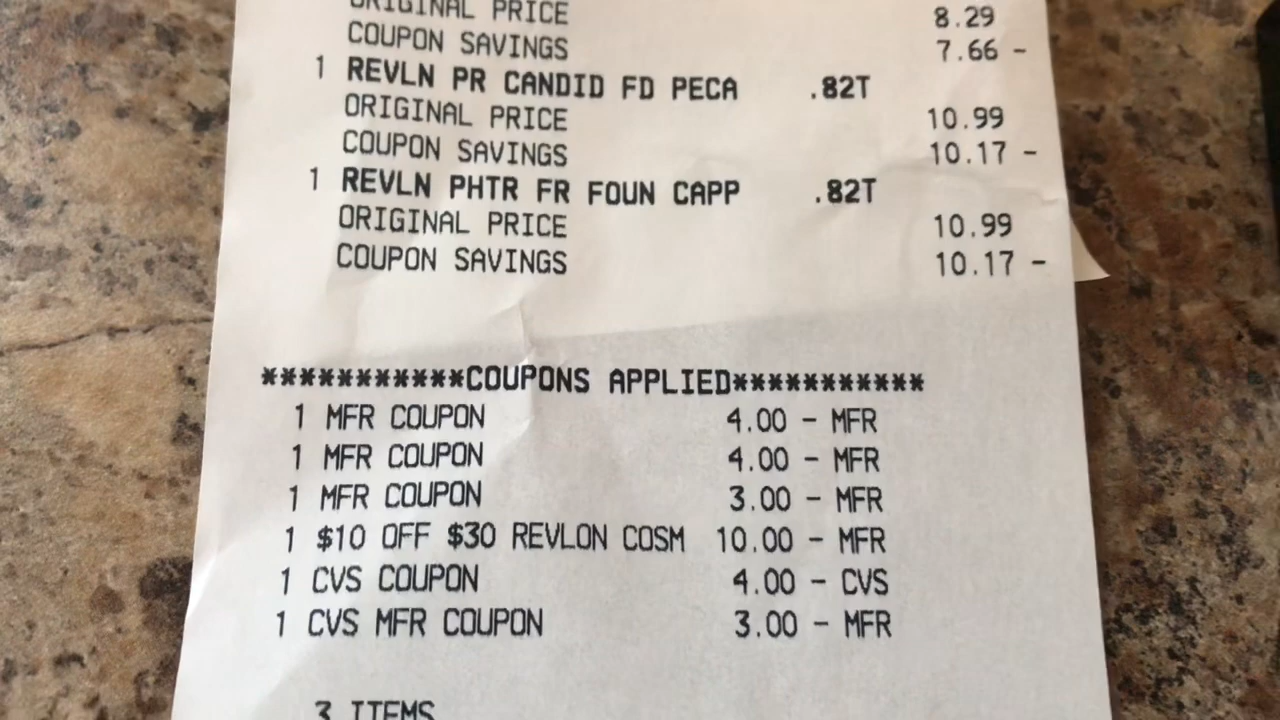 ORIGINAL PRICE 8.29
COUPON SAVINGS 7.66 -
1 REVLN PR CANDID FD PECA .82T
ORIGINAL PRICE 10.99
COUPON SAVINGS 10.17 -
1 REVLN PHTR FR FOUN CAPP .82T
ORIGINAL PRICE 10.99
COUPON SAVINGS 10.17 -
***********COUPONS APPLIED***********
1 MFR COUPON 4.00 - MFR
1 MFR COUPON 4.00 - MFR
1 MFR COUPON 3.00 - MFR
1 $10 OFF $30 REVLON COSM 10.00 - MFR
1 CVS COUPON 4.00 - CVS
1 CVS MFR COUPON 3.00 - MFR
3 ITEMS